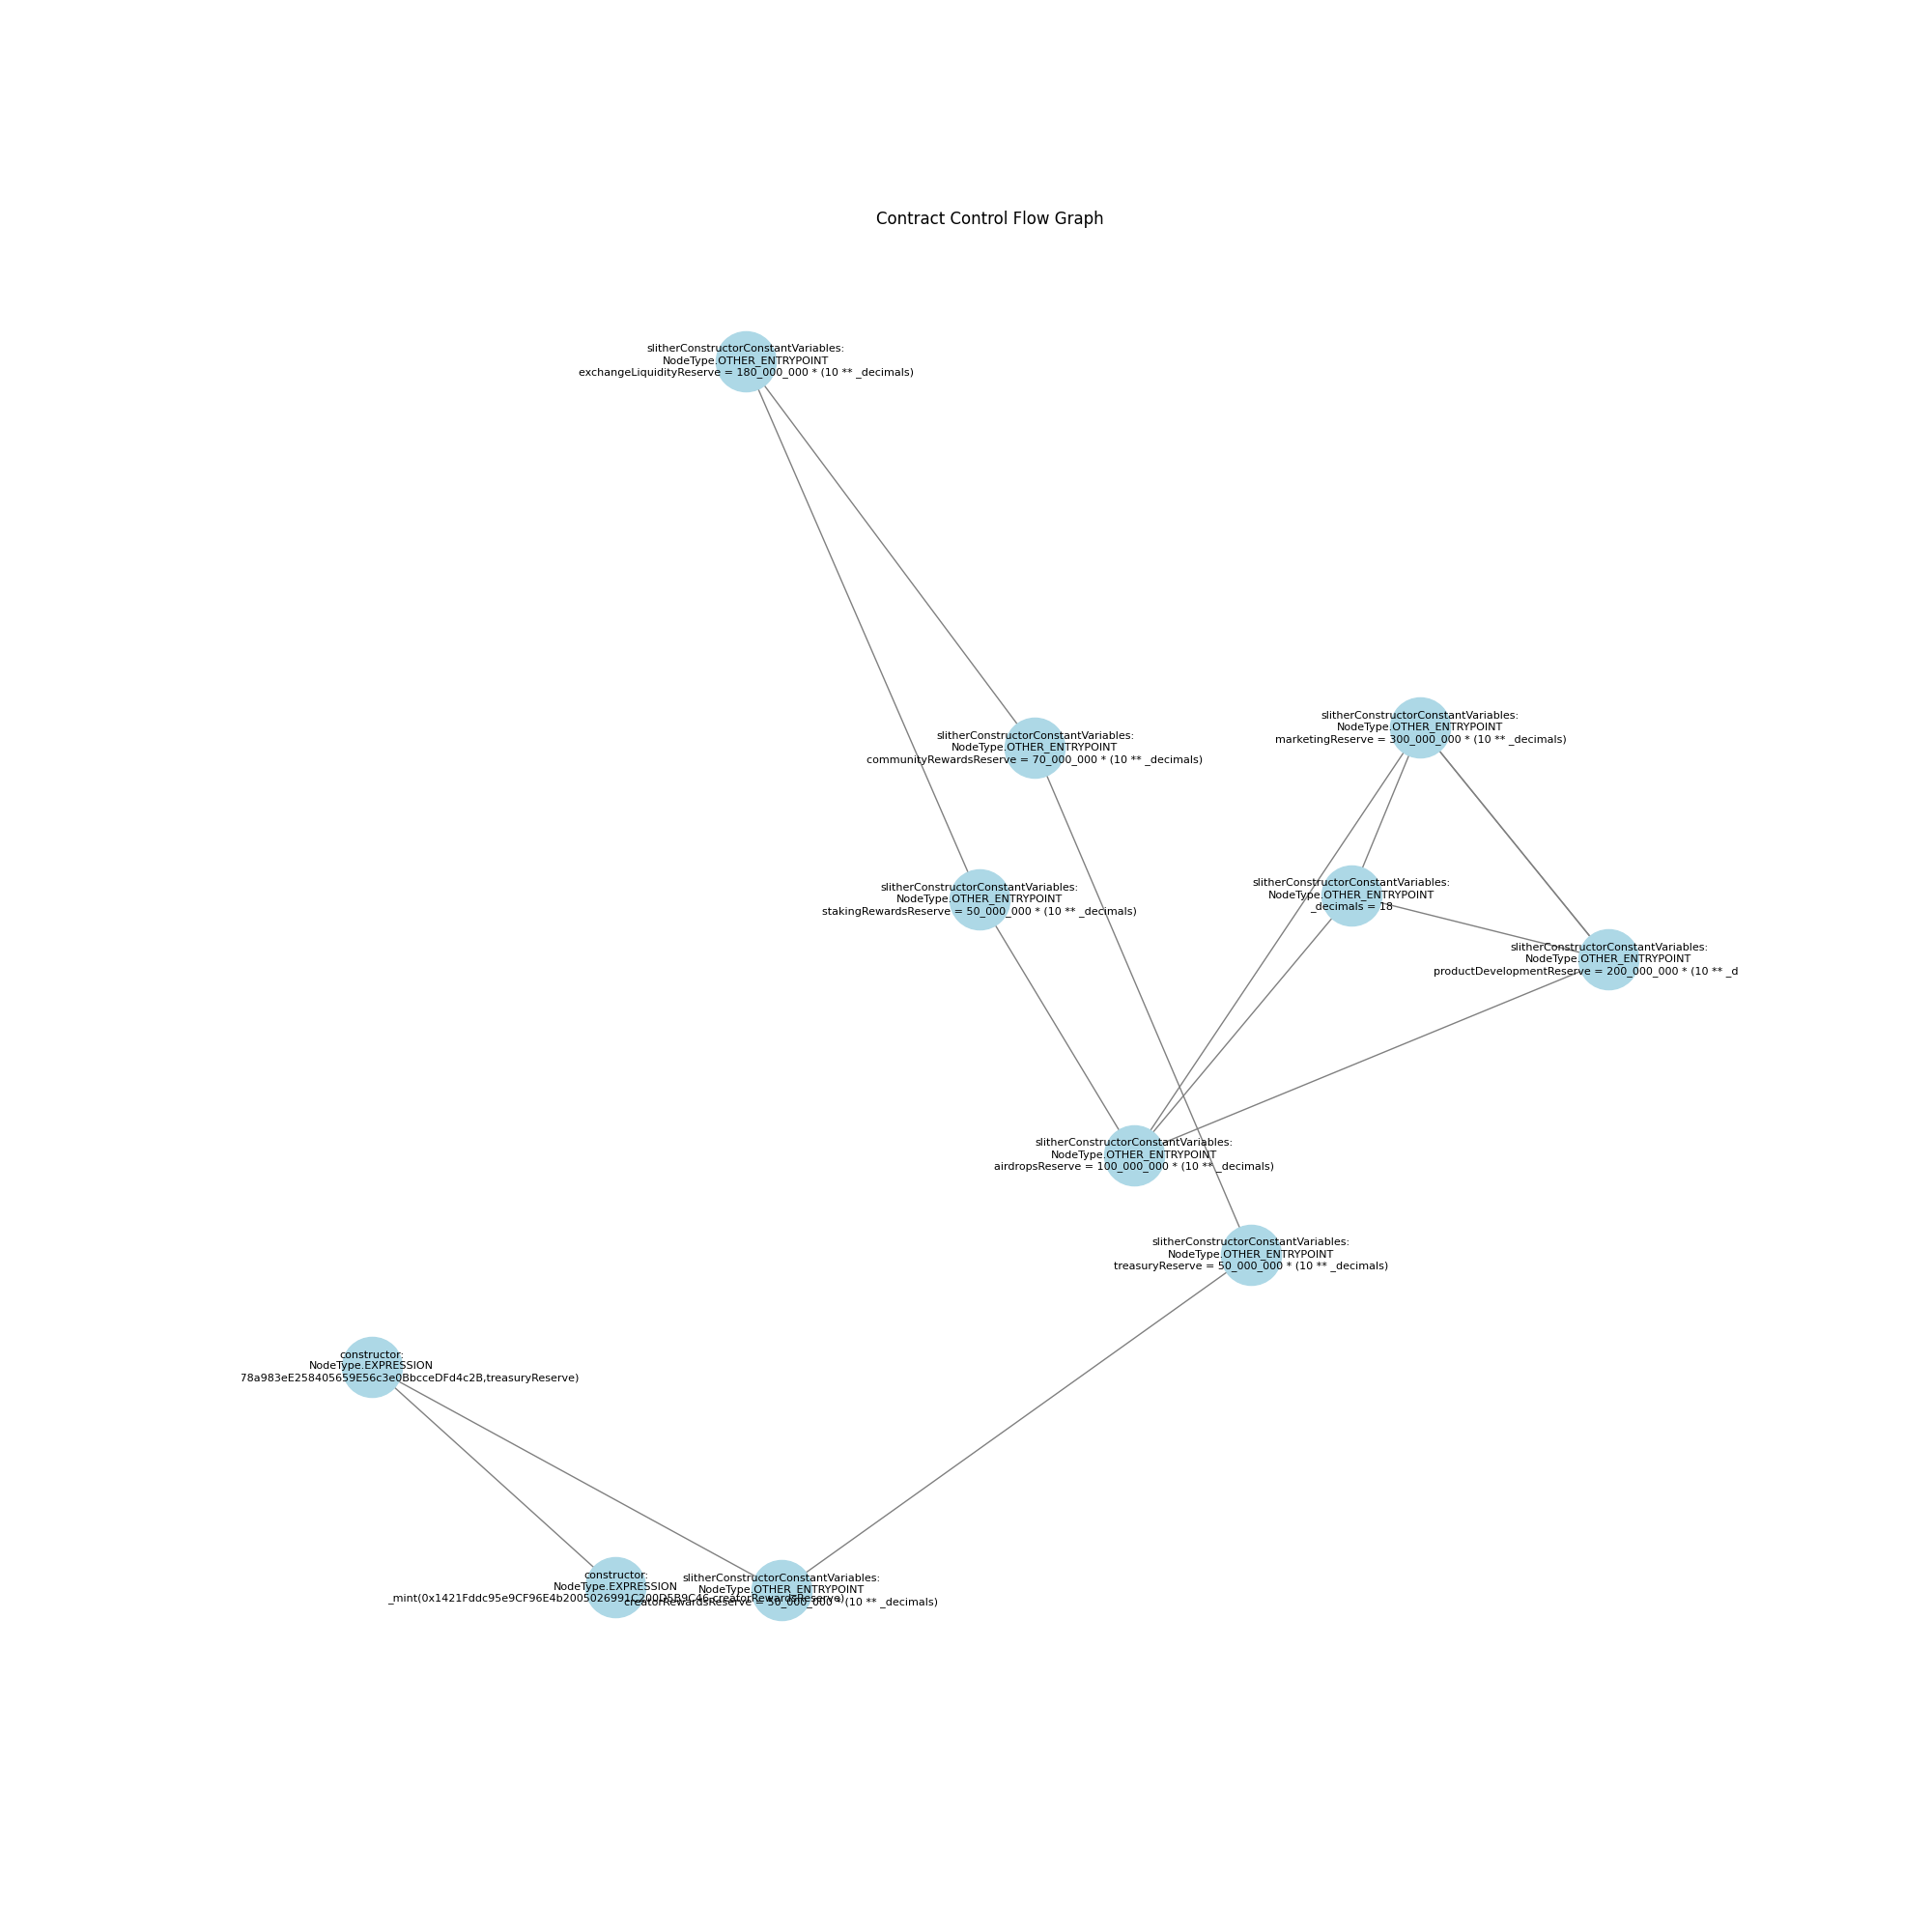 Contract Control Flow Graph
slitherConstructorConstantVariables:
NodeType.OTHER_ENTRYPOINT
exchangeLiquidityReserve = 180_000_000 * (10 ** _decimals)
slitherConstructorConstantVariables:
NodeType.OTHER_ENTRYPOINT
marketingReserve = 300_000_000 * (10 ** _decimals)
slitherConstructorConstantVariables:
NodeType.OTHER_ENTRYPOINT
communityRewardsReserve = 70_000_000 * (10 ** _decimals)
slitherConstructorConstantVariables:
NodeType.OTHER_ENTRYPOINT
stakingRewardsReserve = 50_000_000 * (10 ** _decimals)
slitherConstructorConstantVariables:
NodeType.OTHER_ENTRYPOINT
_decimals = 18
slitherConstructorConstantVariables:
NodeType.OTHER_ENTRYPOINT
productDevelopmentReserve = 200_000_000 * (10 ** _d
slitherConstructorConstantVariables:
NodeType.OTHER_ENTRYPOINT
airdropsReserve = 100_000_000 * (10 ** _decimals)
slitherConstructorConstantVariables:
NodeType.OTHER_ENTRYPOINT
treasuryReserve = 50_000_000 * (10 ** _decimals)
constructor:
NodeType.EXPRESSION
78a983eE258405659E56c3e0BbcceDFd4c2B,treasuryReserve)
constructor:
NodeType.EXPRESSION
_mint(0x1421Fddc95e9CF96E4b2005026991C200D5B9C46,creatorRewardsReserve)
slitherConstructorConstantVariables:
NodeType.OTHER_ENTRYPOINT
creatorRewardsReserve = 50_000_000 * (10 ** _decimals)